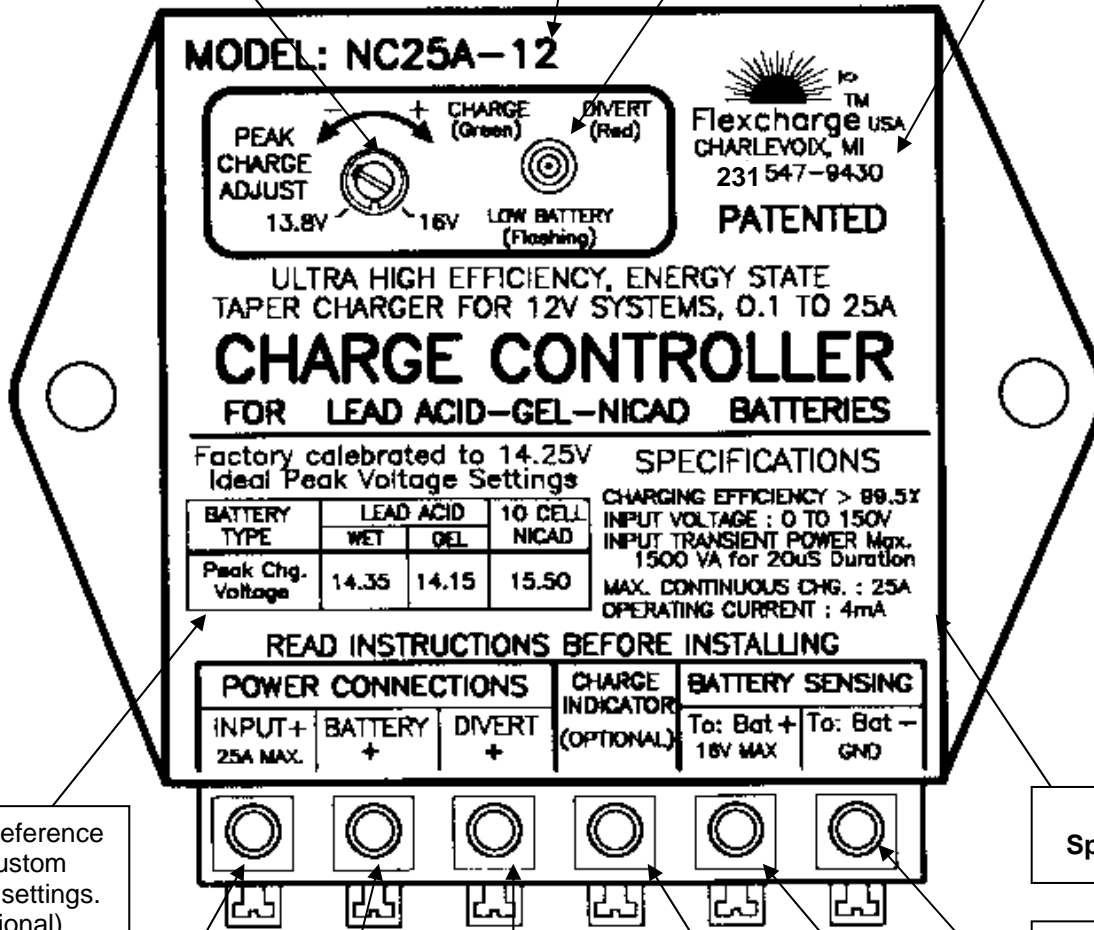 MODEL: NC25A-12
- +
PEAK
CHARGE
ADJUST
13.8V
16V
CHARGE
(Green)
DIVERT
(Red)
LOW BATTERY
(Flashing)
TM
Flexcharge USA
CHARLEVOIX, MI
231 547-9430
PATENTED
ULTRA HIGH EFFICIENCY, ENERGY STATE
TAPER CHARGER FOR 12V SYSTEMS, 0.1 TO 25A
CHARGE CONTROLLER
FOR LEAD ACID-GEL-NICAD BATTERIES
Factory calebrated to 14.25V
Ideal Peak Voltage Settings
BATTERY
TYPE
LEAD ACID
WET GEL
10 CELL
NICAD
Peak Chg.
Voltage
14.35 14.15 15.50
SPECIFICATIONS
CHARGING EFFICIENCY > 99.5%
INPUT VOLTAGE : 0 TO 150V
INPUT TRANSIENT POWER Max.
1500 VA for 20uS Duration
MAX. CONTINUOUS CHG. : 25A
OPERATING CURRENT : 4mA
READ INSTRUCTIONS BEFORE INSTALLING
POWER CONNECTIONS
INPUT+
25A MAX.
BATTERY
+
DIVERT
+
CHARGE
INDICATOR
(OPTIONAL)
BATTERY SENSING
To: Bat +
18V MAX
To: Bat -
GND
eference
ustom
settings.
ional)
Sp